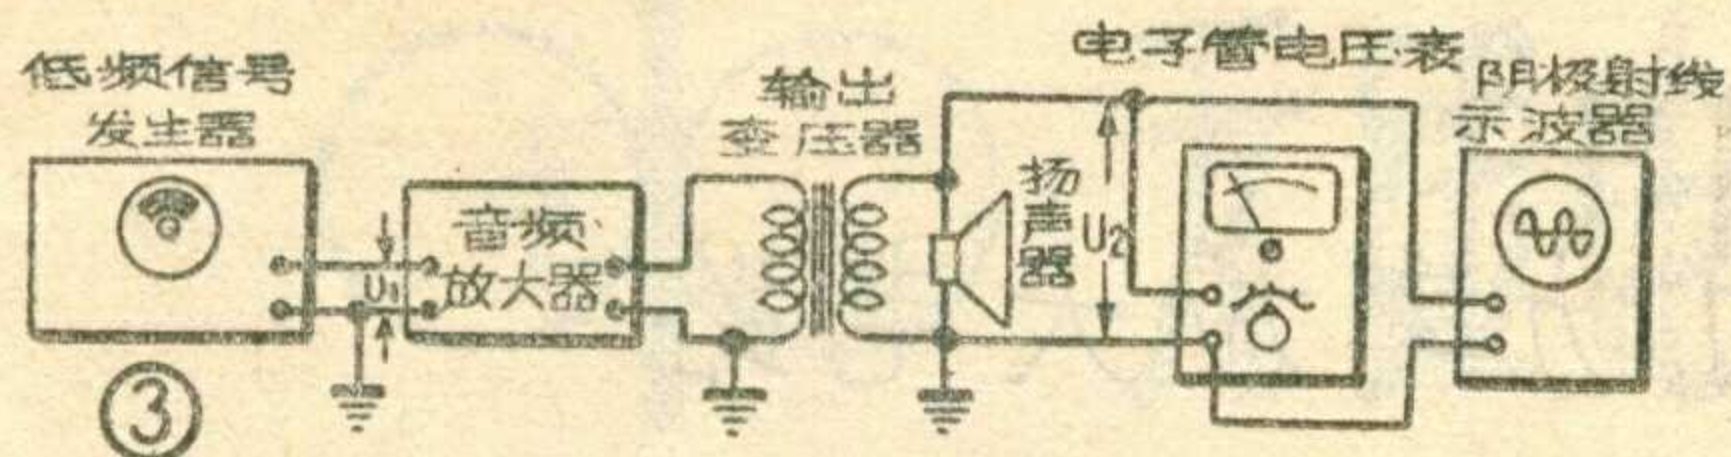 低频信号
发生器
U₁
音频
放大器
输出
变压器
扬
声
器
U₂
电子管电压表
阴极射线
示波器
③